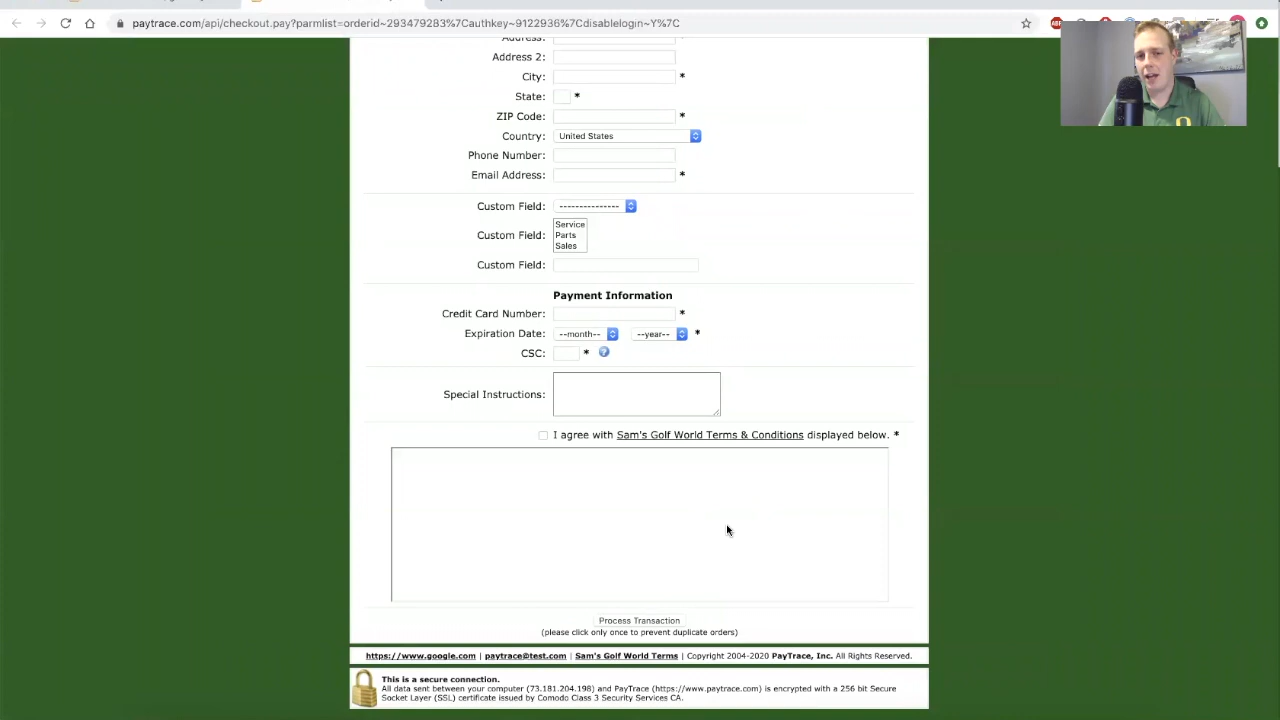 paytrace.com/api/checkout.pay?parmlist=orderid~293479283%7Cauthkey~9122936%7Cdisablelogin~Y%7C
Address:
Address 2:
City: *
State: *
ZIP Code: *
Country: United States
Phone Number:
Email Address: *
Custom Field: ---------------
Custom Field: Service
Parts
Sales
Custom Field:
Payment Information
Credit Card Number: *
Expiration Date: --month-- --year-- *
CSC: * ?
Special Instructions:
I agree with Sam's Golf World Terms & Conditions displayed below. *
Process Transaction
(please click only once to prevent duplicate orders)
https://www.google.com | paytrace@test.com | Sam's Golf World Terms | Copyright 2004-2020 PayTrace, Inc. All Rights Reserved.
This is a secure connection.
All data sent between your computer (73.181.204.198) and PayTrace (https://www.paytrace.com) is encrypted with a 256 bit Secure
Socket Layer (SSL) certificate issued by Comodo Class 3 Security Services CA.